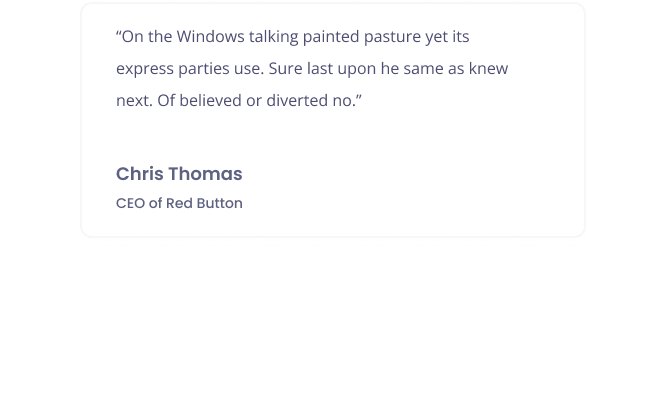 “On the Windows talking painted pasture yet its
express parties use. Sure last upon he same as knew
next. Of believed or diverted no.”
Chris Thomas
CEO of Red Button